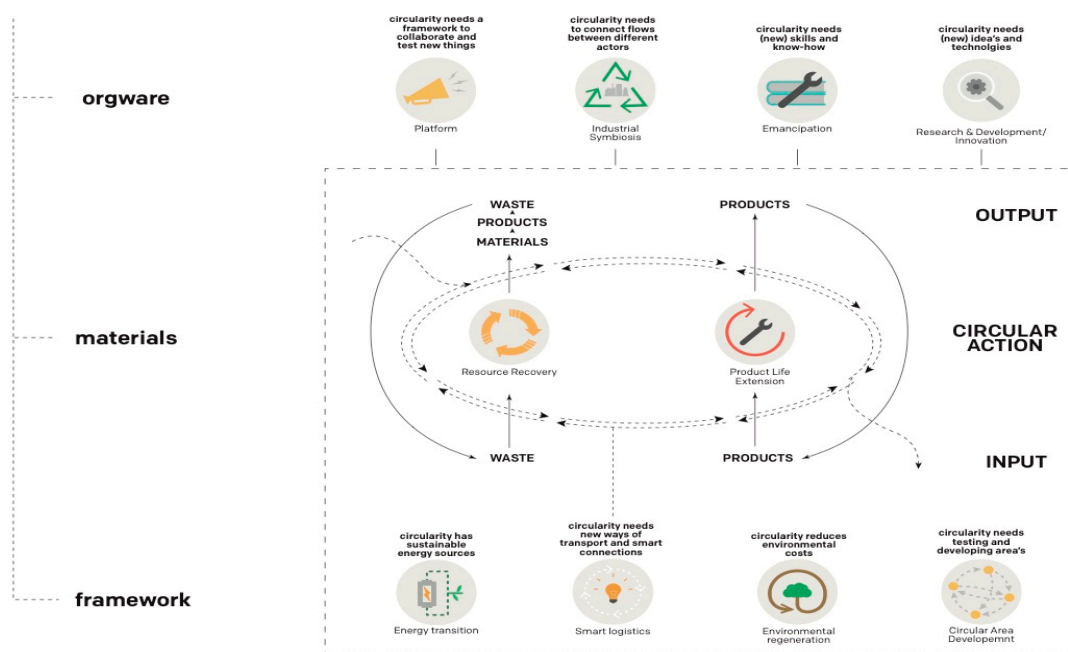 circularity needs a
framework to
collaborate and
test new things
circularity needs
to connect flows
between different
actors
circularity needs
(new) skills and
know-how
circularity needs
(new) idea's and
technolgies
orgware
Platform
Industrial
Symbiosis
Emancipation
Research & Development/
Innovation
WASTE
PRODUCTS
MATERIALS
PRODUCTS
OUTPUT
materials
Resource Recovery
Product Life
Extension
CIRCULAR
ACTION
WASTE
PRODUCTS
INPUT
circularity has
sustainable
energy sources
circularity needs
new ways of
transport and smart
connections
circularity reduces
environmental
costs
circularity needs
testing and
developing area's
framework
Energy transition
Smart logistics
Environmental
regeneration
Circular Area
Developemnt